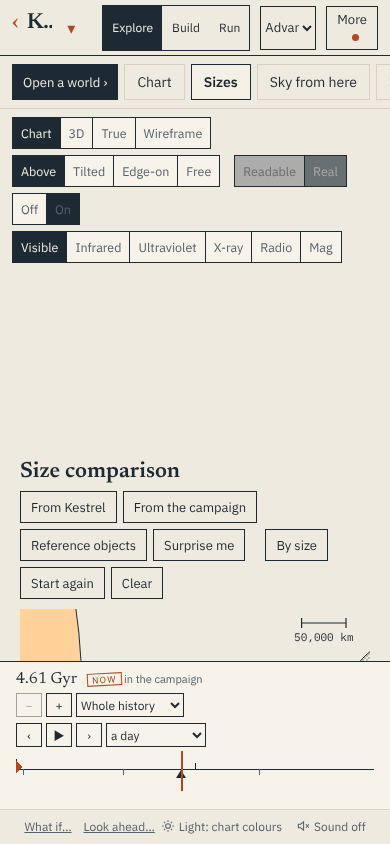 ‹ K.. ▼ Explore Build Run Advar More
Open a world › Chart Sizes Sky from here
Chart 3D True Wireframe
Above Tilted Edge-on Free Readable Real
Off On
Visible Infrared Ultraviolet X-ray Radio Mag
Size comparison
From Kestrel From the campaign
Reference objects Surprise me By size
Start again Clear
50,000 km
4.61 Gyr NOW in the campaign
− + Whole history
‹ ▶ › a day
What if... Look ahead... Light: chart colours Sound off